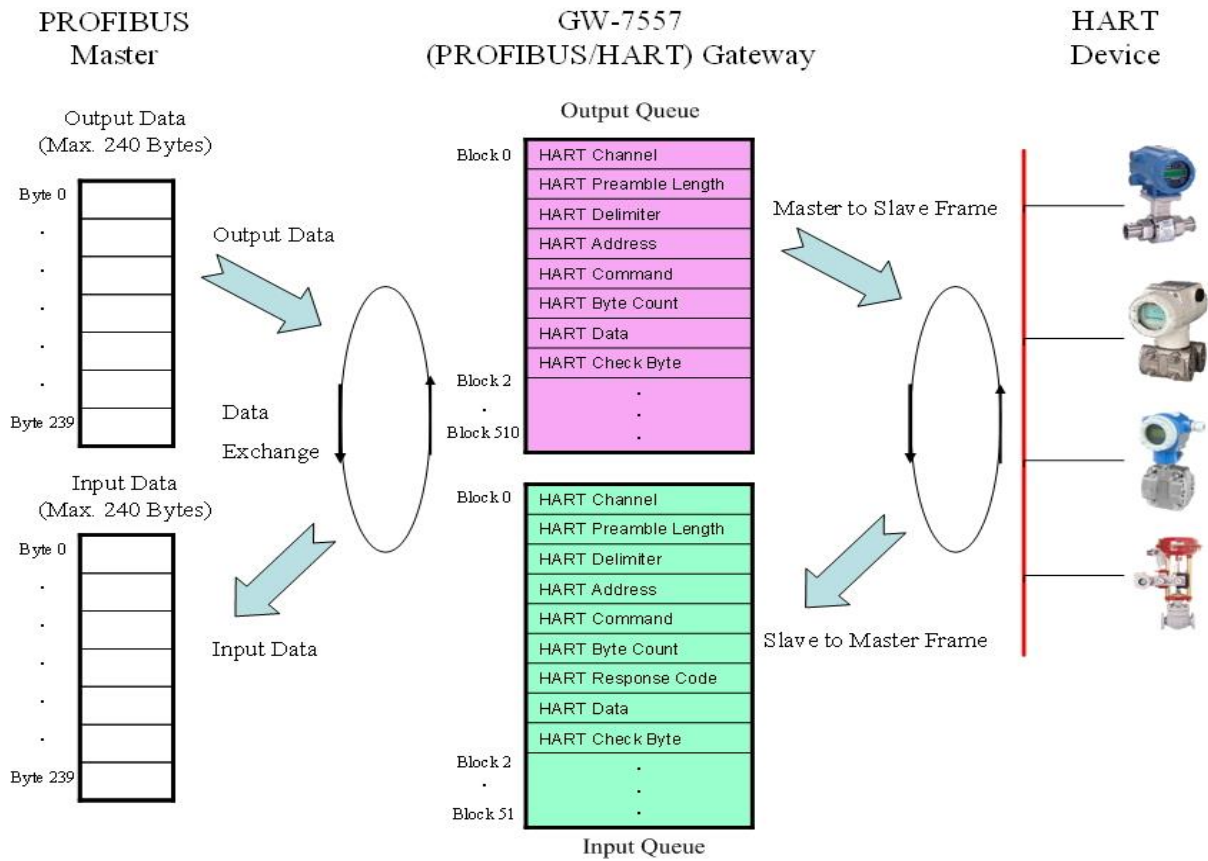 PROFIBUS
Master
GW-7557
(PROFIBUS/HART) Gateway
HART
Device
Output Data
(Max. 240 Bytes)
Byte 0
.
.
.
.
.
Byte 239
Output Data
Data
Exchange
Input Data
(Max. 240 Bytes)
Byte 0
.
.
.
.
.
Byte 239
Input Data
Output Queue
Block 0
HART Channel
HART Preamble Length
HART Delimiter
HART Address
HART Command
HART Byte Count
HART Data
HART Check Byte
Block 2
.
Block 510
.
.
.
Block 0
HART Channel
HART Preamble Length
HART Delimiter
HART Address
HART Command
HART Byte Count
HART Response Code
HART Data
HART Check Byte
Block 2
.
Block 51
.
.
.
Input Queue
Master to Slave Frame
Slave to Master Frame